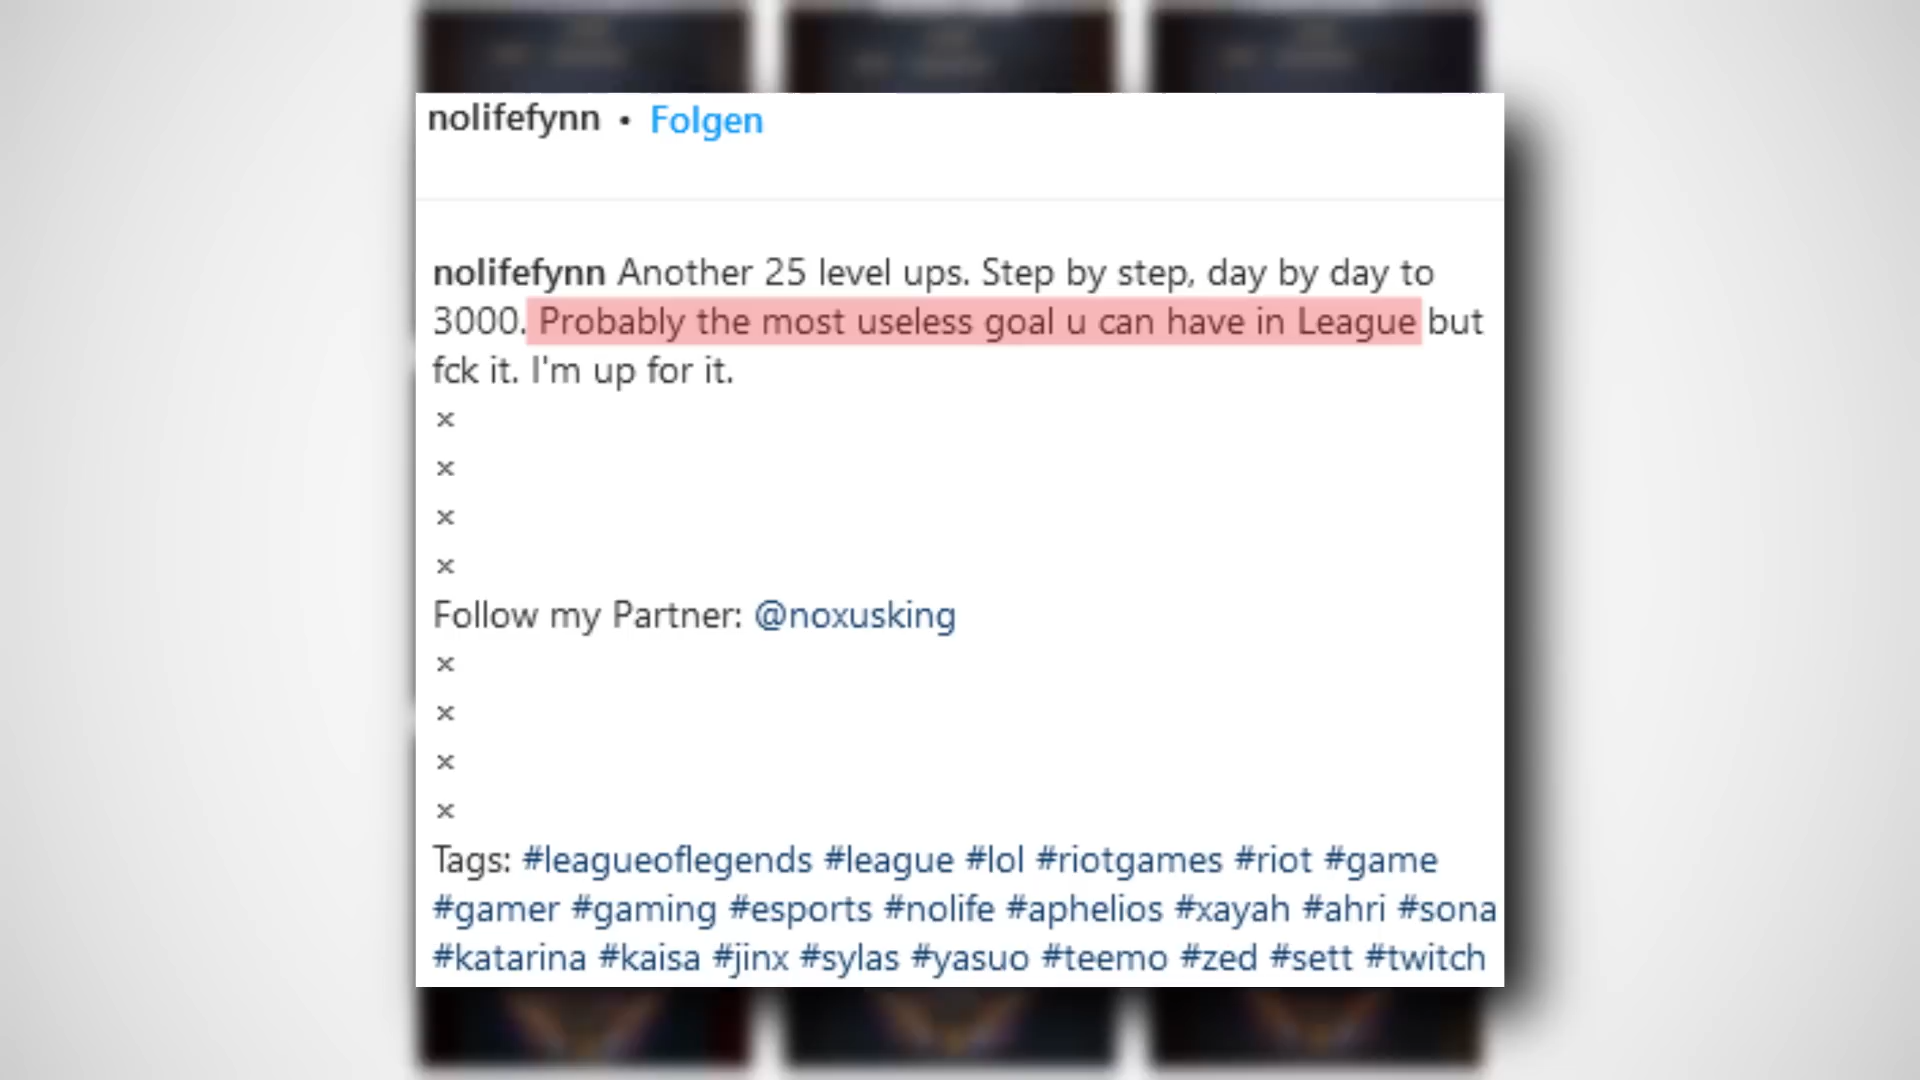 nolifefynn • Folgen
nolifefynn Another 25 level ups. Step by step, day by day to
3000. Probably the most useless goal u can have in League but
fck it. I'm up for it.
×
×
×
×
Follow my Partner: @noxusking
×
×
×
×
Tags: #leagueoflegends #league #lol #riotgames #riot #game
#gamer #gaming #esports #nolife #aphelios #xayah #ahri #sona
#katarina #kaisa #jinx #sylas #yasuo #teemo #zed #sett #twitch